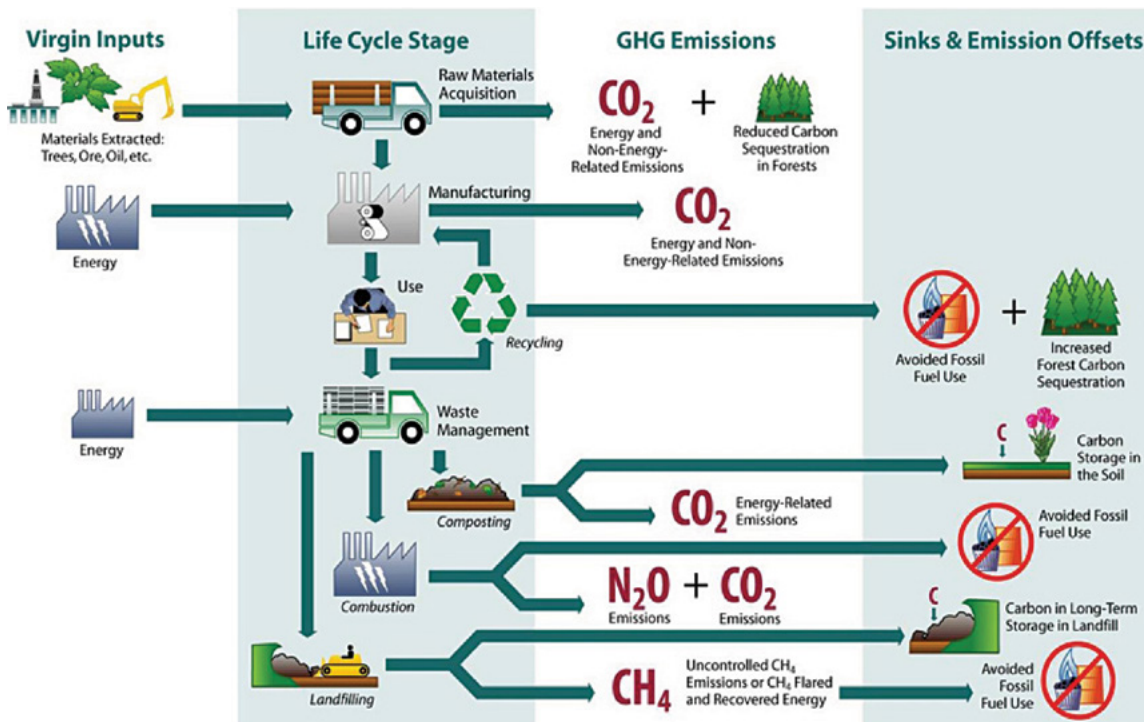 Virgin Inputs
Life Cycle Stage
GHG Emissions
Sinks & Emission Offsets
Materials Extracted:
Trees, Ore, Oil, etc.
Raw Materials
Acquisition
CO2
Energy and
Non-Energy-
Related Emissions
+
Reduced Carbon
Sequestration
in Forests
Energy
Manufacturing
CO2
Energy and Non-
Energy-Related Emissions
Use
Recycling
Avoided Fossil
Fuel Use
+
Increased
Forest Carbon
Sequestration
Energy
Waste
Management
Composting
C
Carbon
Storage in
the Soil
CO2
Energy-Related
Emissions
Combustion
Avoided Fossil
Fuel Use
N2O
Emissions
+
CO2
Emissions
Landfilling
C
Carbon in Long-Term
Storage in Landfill
CH4
Uncontrolled CH4
Emissions or CH4 Flared
and Recovered Energy
Avoided
Fossil
Fuel Use